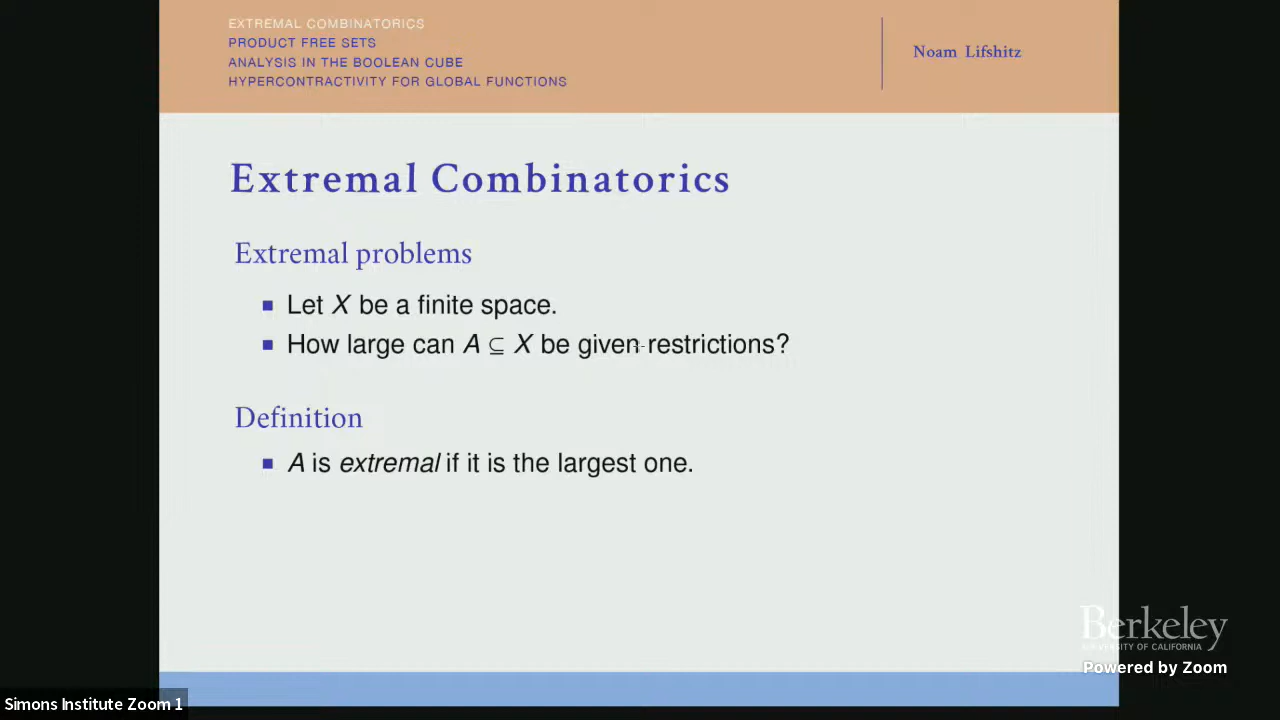 EXTREMAL COMBINATORICS
PRODUCT FREE SETS
ANALYSIS IN THE BOOLEAN CUBE
HYPERCONTRACTIVITY FOR GLOBAL FUNCTIONS
Noam Lifshitz
Extremal Combinatorics
Extremal problems
Let X be a finite space.
How large can A ⊆ X be given restrictions?
Definition
A is extremal if it is the largest one.
Berkeley
UNIVERSITY OF CALIFORNIA
Powered by Zoom
Simons Institute Zoom 1